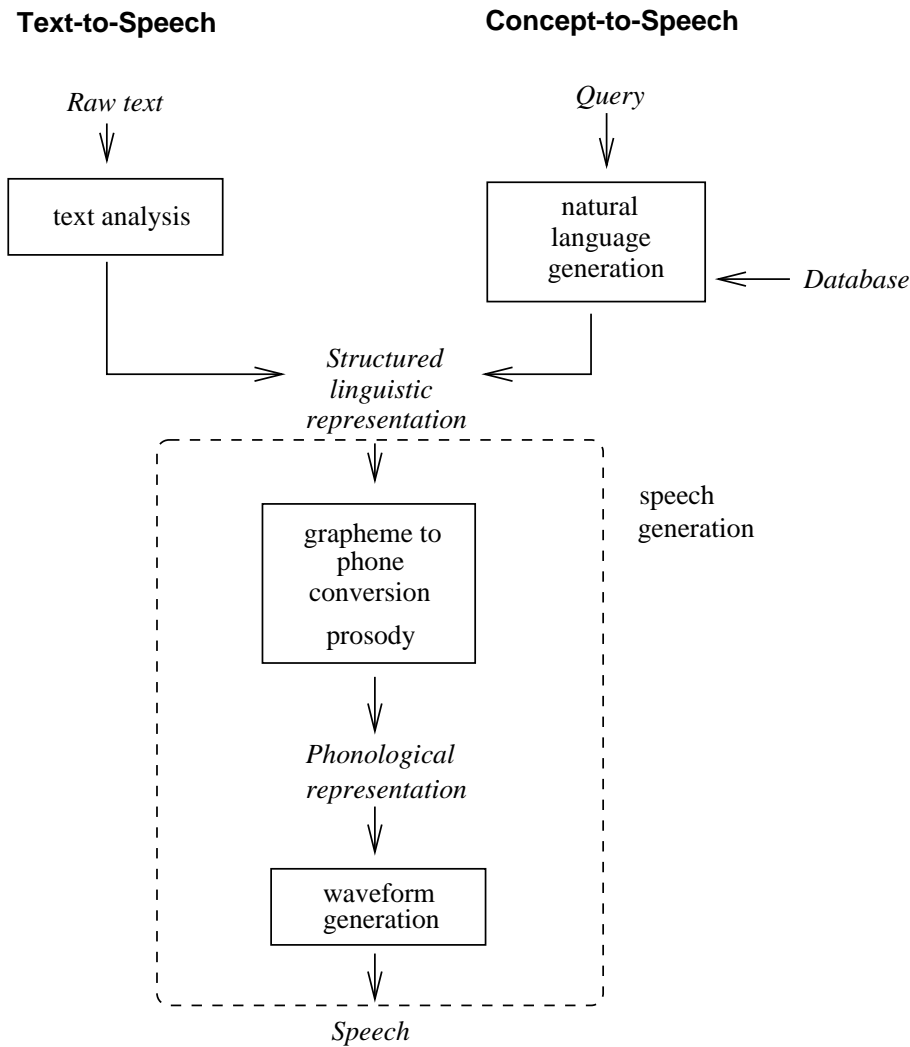 Text-to-Speech
Concept-to-Speech
Raw text
Query
text analysis
natural
language
generation
Database
Structured
linguistic
representation
speech
generation
grapheme to
phone
conversion
prosody
Phonological
representation
waveform
generation
Speech